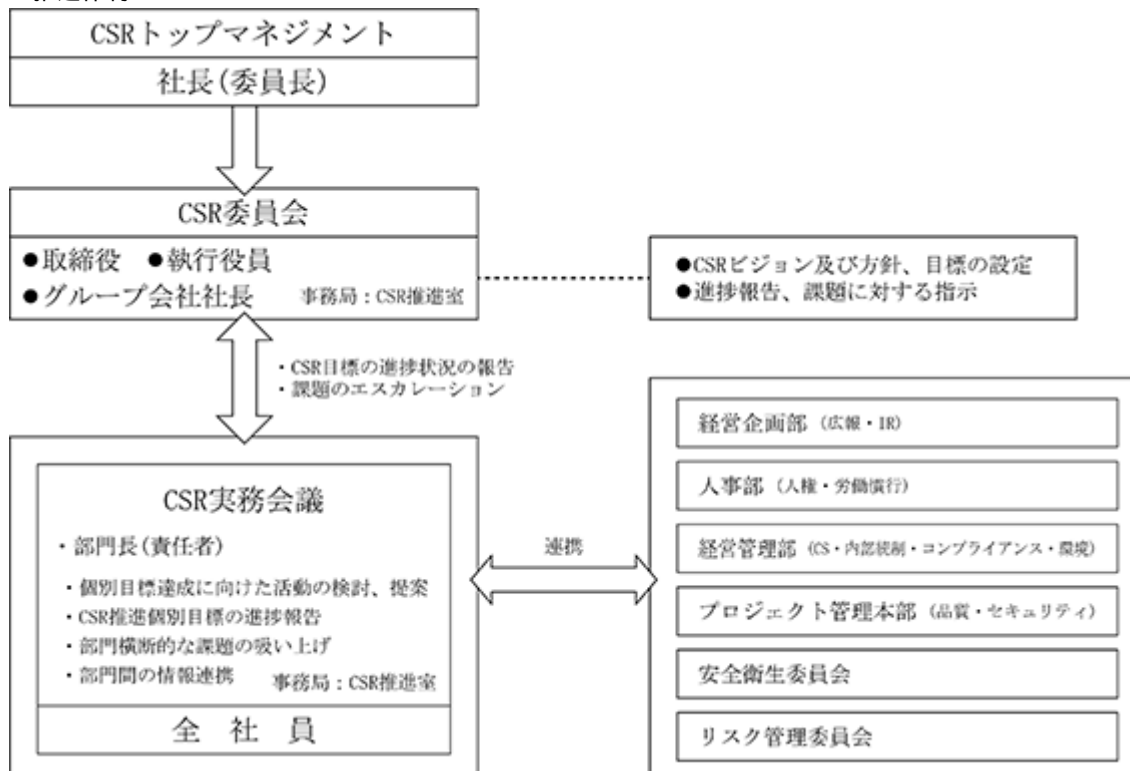 CSRトップマネジメント
社長(委員長)
CSR委員会
●取締役 ●執行役員
●グループ会社社長 事務局:CSR推進室
●CSRビジョン及び方針、目標の設定
●進捗報告、課題に対する指示
・CSR目標の進捗状況の報告
・課題のエスカレーション
CSR実務会議
・部門長(責任者)
・個別目標達成に向けた活動の検討、提案
・CSR推進個別目標の進捗報告
・部門横断的な課題の吸い上げ
・部門間の情報連携 事務局:CSR推進室
全 社 員
連携
経営企画部 (広報・IR)
人事部 (人権・労働慣行)
経営管理部 (CS・内部統制・コンプライアンス・環境)
プロジェクト管理本部 (品質・セキュリティ)
安全衛生委員会
リスク管理委員会